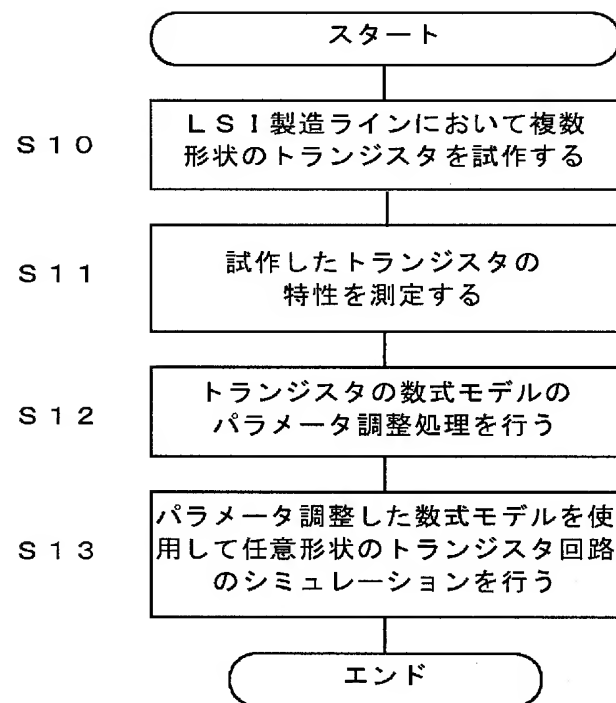 スタート
S10
LSI製造ラインにおいて複数
形状のトランジスタを試作する
S11
試作したトランジスタの
特性を測定する
S12
トランジスタの数式モデルの
パラメータ調整処理を行う
S13
パラメータ調整した数式モデルを使
用して任意形状のトランジスタ回路
のシミュレーションを行う
エンド